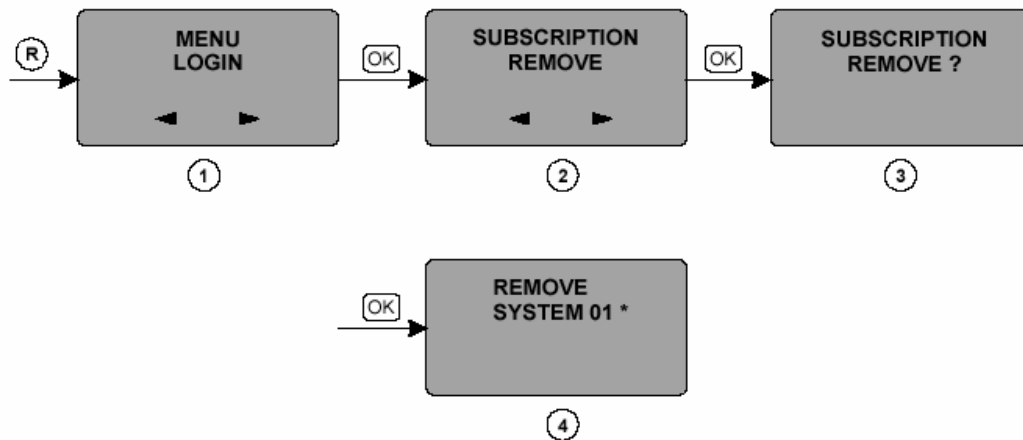 R
MENU
LOGIN
1
OK
SUBSCRIPTION
REMOVE
2
OK
SUBSCRIPTION
REMOVE ?
3
OK
REMOVE
SYSTEM 01 *
4